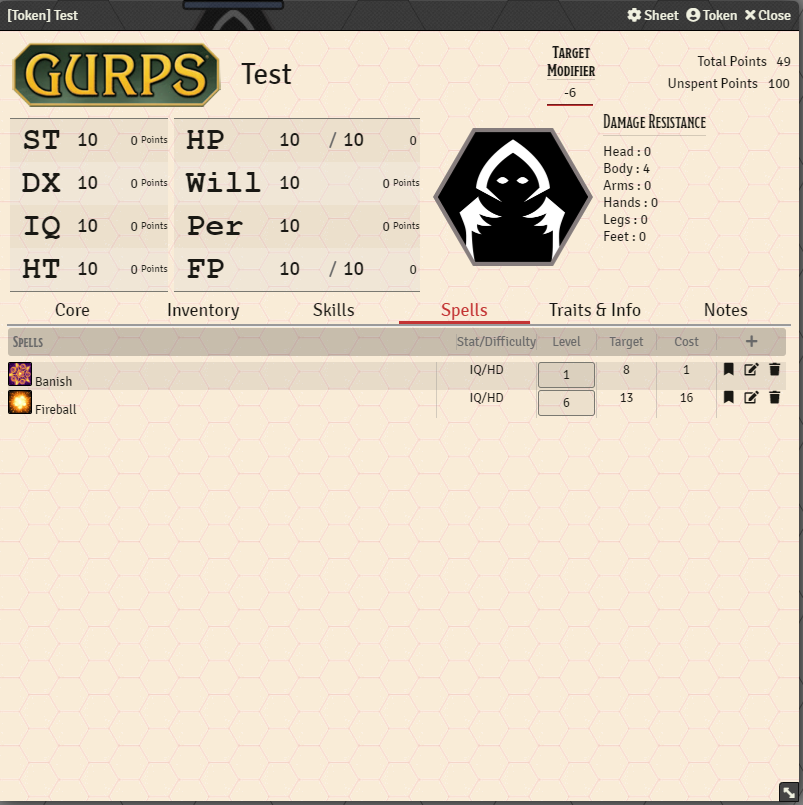 [Token] Test Sheet Token Close
GURPS
Test
Target
Modifier
-6
Total Points 49
Unspent Points 100
ST 10 0 Points HP 10 / 10 0
DX 10 0 Points Will 10 0 Points
IQ 10 0 Points Per 10 0 Points
HT 10 0 Points FP 10 / 10 0
Damage Resistance
Head : 0
Body : 4
Arms : 0
Hands : 0
Legs : 0
Feet : 0
Core Inventory Skills Spells Traits & Info Notes
Spells Stat/Difficulty Level Target Cost +
Banish IQ/HD 1 8 1
Fireball IQ/HD 6 13 16